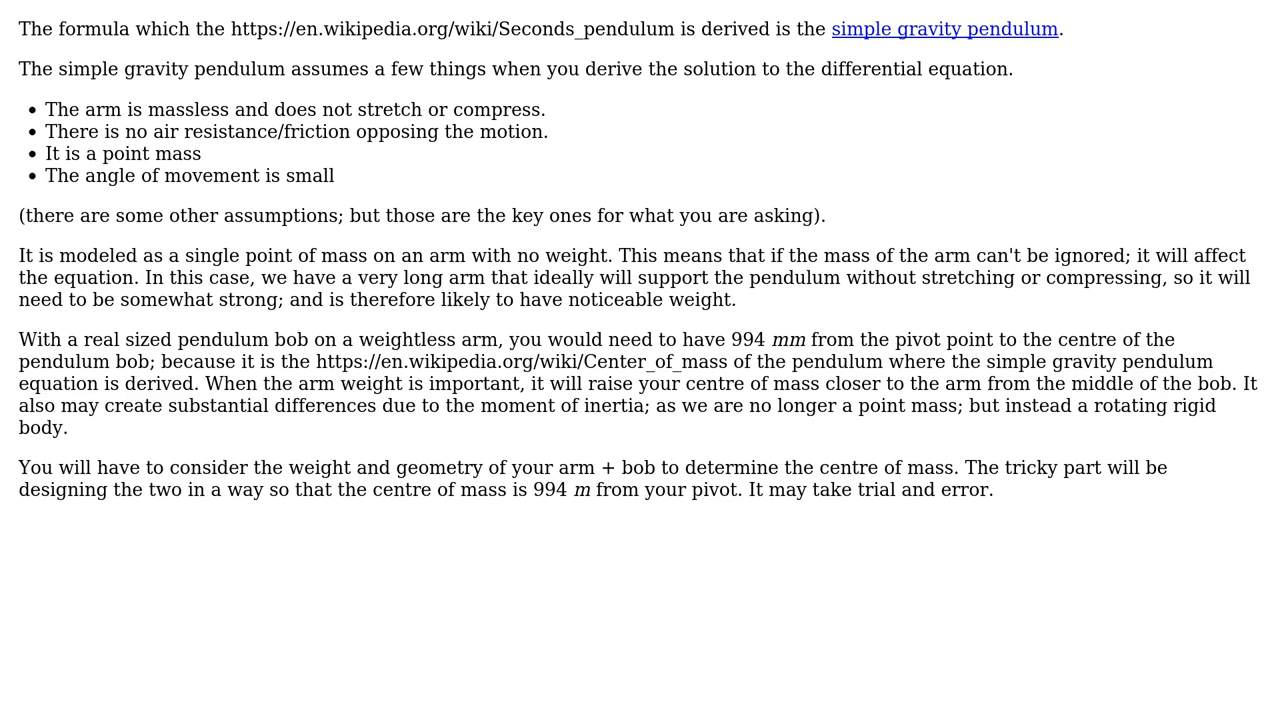 The formula which the https://en.wikipedia.org/wiki/Seconds_pendulum is derived is the simple gravity pendulum.
The simple gravity pendulum assumes a few things when you derive the solution to the differential equation.
• The arm is massless and does not stretch or compress.
• There is no air resistance/friction opposing the motion.
• It is a point mass
• The angle of movement is small
(there are some other assumptions; but those are the key ones for what you are asking).
It is modeled as a single point of mass on an arm with no weight. This means that if the mass of the arm can't be ignored; it will affect
the equation. In this case, we have a very long arm that ideally will support the pendulum without stretching or compressing, so it will
need to be somewhat strong; and is therefore likely to have noticeable weight.
With a real sized pendulum bob on a weightless arm, you would need to have 994 mm from the pivot point to the centre of the
pendulum bob; because it is the https://en.wikipedia.org/wiki/Center_of_mass of the pendulum where the simple gravity pendulum
equation is derived. When the arm weight is important, it will raise your centre of mass closer to the arm from the middle of the bob. It
also may create substantial differences due to the moment of inertia; as we are no longer a point mass; but instead a rotating rigid
body.
You will have to consider the weight and geometry of your arm + bob to determine the centre of mass. The tricky part will be
designing the two in a way so that the centre of mass is 994 m from your pivot. It may take trial and error.